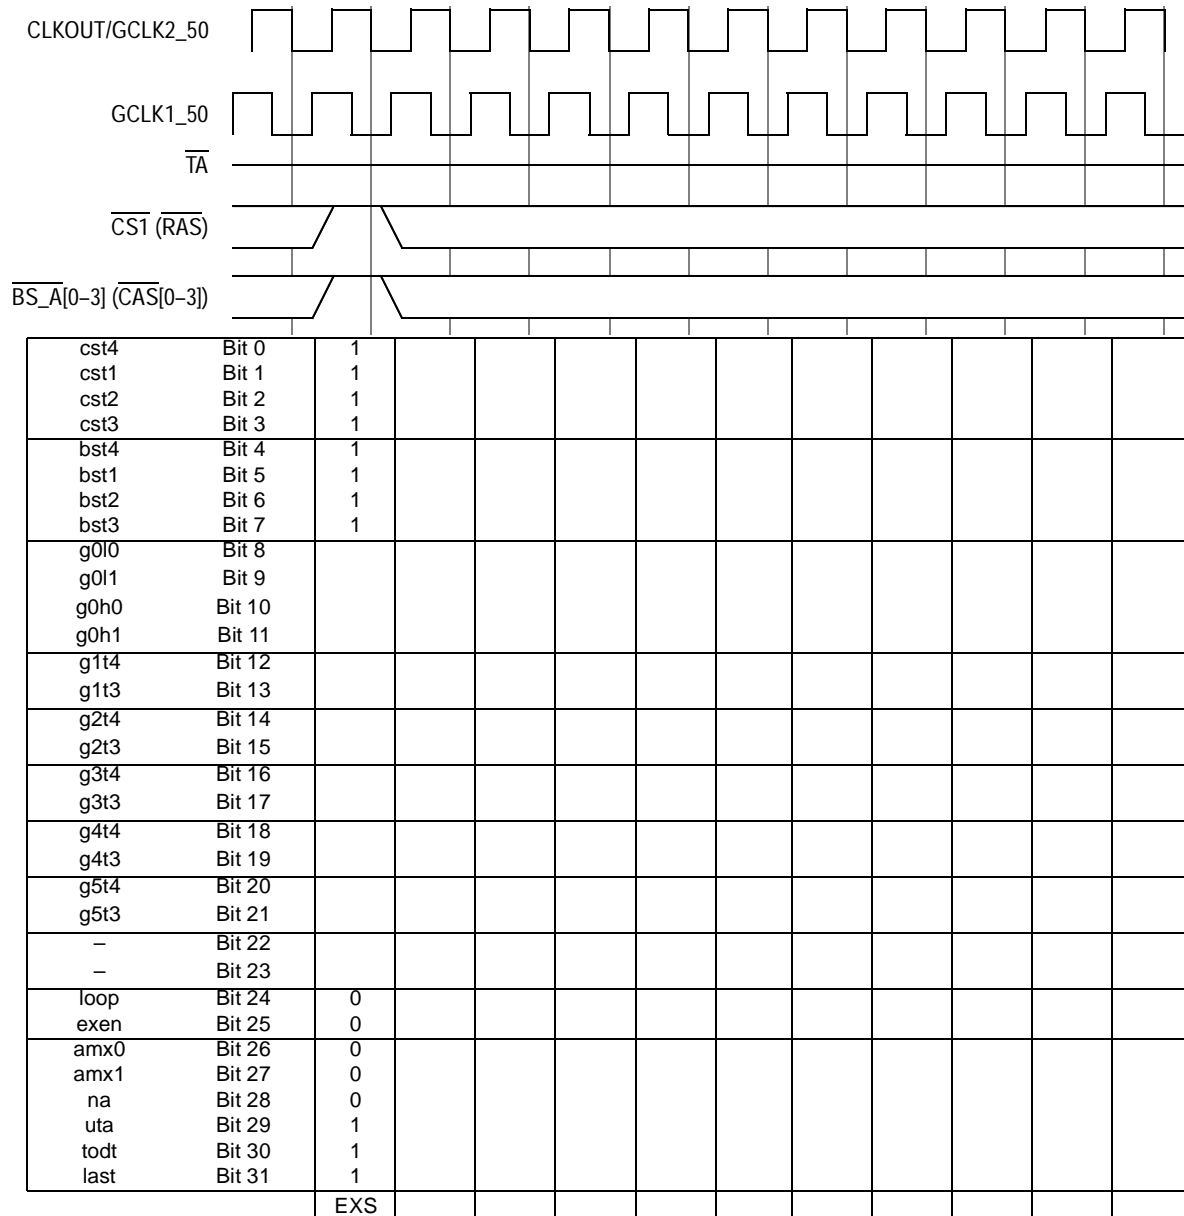 CLKOUT/GCLK2_50
GCLK1_50
TA
CS1 (RAS)
BS_A[0–3] (CAS[0–3])
cst4 Bit 0 1
cst1 Bit 1 1
cst2 Bit 2 1
cst3 Bit 3 1
bst4 Bit 4 1
bst1 Bit 5 1
bst2 Bit 6 1
bst3 Bit 7 1
g0l0 Bit 8
g0l1 Bit 9
g0h0 Bit 10
g0h1 Bit 11
g1t4 Bit 12
g1t3 Bit 13
g2t4 Bit 14
g2t3 Bit 15
g3t4 Bit 16
g3t3 Bit 17
g4t4 Bit 18
g4t3 Bit 19
g5t4 Bit 20
g5t3 Bit 21
– Bit 22
– Bit 23
loop Bit 24 0
exen Bit 25 0
amx0 Bit 26 0
amx1 Bit 27 0
na Bit 28 0
uta Bit 29 1
todt Bit 30 1
last Bit 31 1
EXS